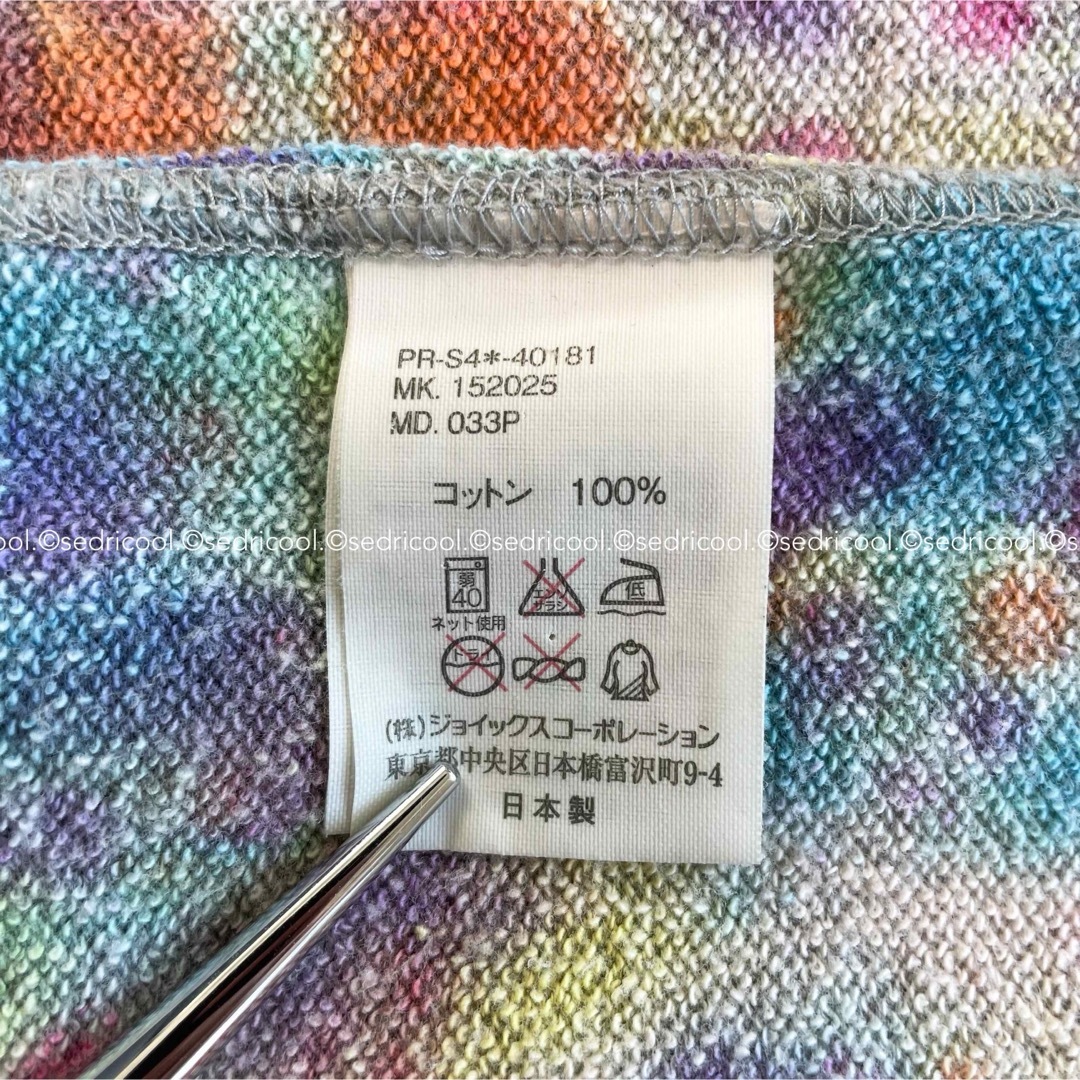 PR-S4*-40181
MK. 152025
MD. 033P
コットン 100%
ool.©sedricool.©sedricool.©sedricool.©sedricool.©sedricool.©sedricool.©sedricool.©s
弱 エンソ 低
40 サラシ
ネット使用
ドライ
(株)ジョイックスコーポレーション
東京都中央区日本橋富沢町9-4
日本製